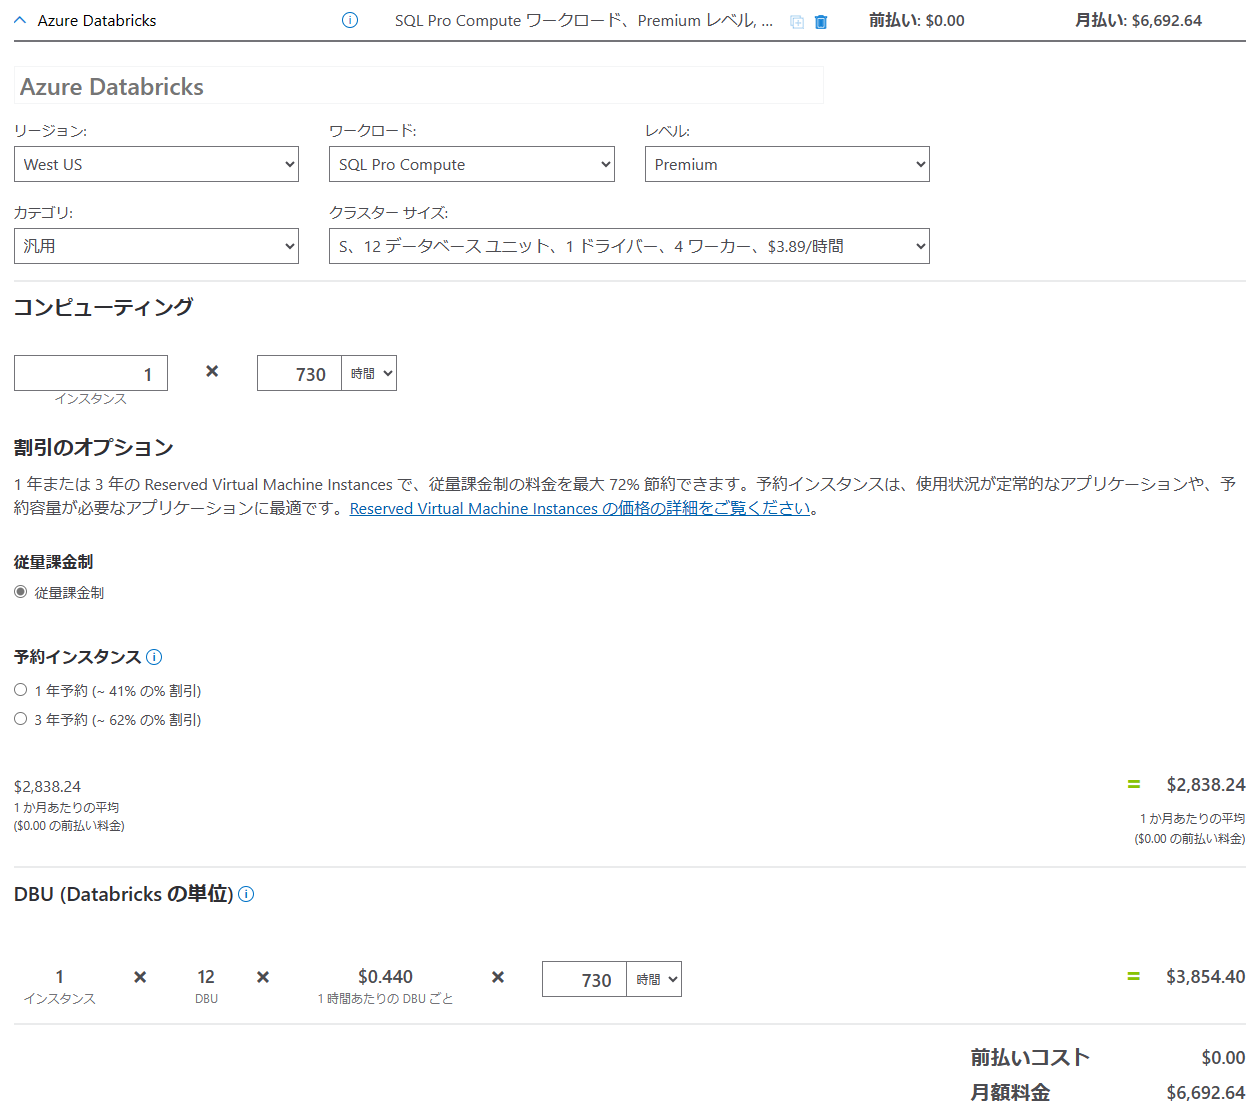 Azure Databricks SQL Pro Compute ワークロード、Premium レベル, ... 前払い: $0.00 月払い: $6,692.64
Azure Databricks
リージョン: ワークロード: レベル:
West US SQL Pro Compute Premium
カテゴリ: クラスター サイズ:
汎用 S、12 データベース ユニット、1 ドライバー、4 ワーカー、$3.89/時間
コンピューティング
1 × 730 時間
インスタンス
割引のオプション
1 年または 3 年の Reserved Virtual Machine Instances で、従量課金制の料金を最大 72% 節約できます。予約インスタンスは、使用状況が定常的なアプリケーションや、予
約容量が必要なアプリケーションに最適です。Reserved Virtual Machine Instances の価格の詳細をご覧ください。
従量課金制
従量課金制
予約インスタンス
1 年予約 (~ 41% の% 割引)
3 年予約 (~ 62% の% 割引)
$2,838.24 = $2,838.24
1 か月あたりの平均 1 か月あたりの平均
($0.00 の前払い料金) ($0.00 の前払い料金)
DBU (Databricks の単位)
1 × 12 × $0.440 × 730 時間 = $3,854.40
インスタンス DBU 1 時間あたりの DBU ごと
前払いコスト $0.00
月額料金 $6,692.64